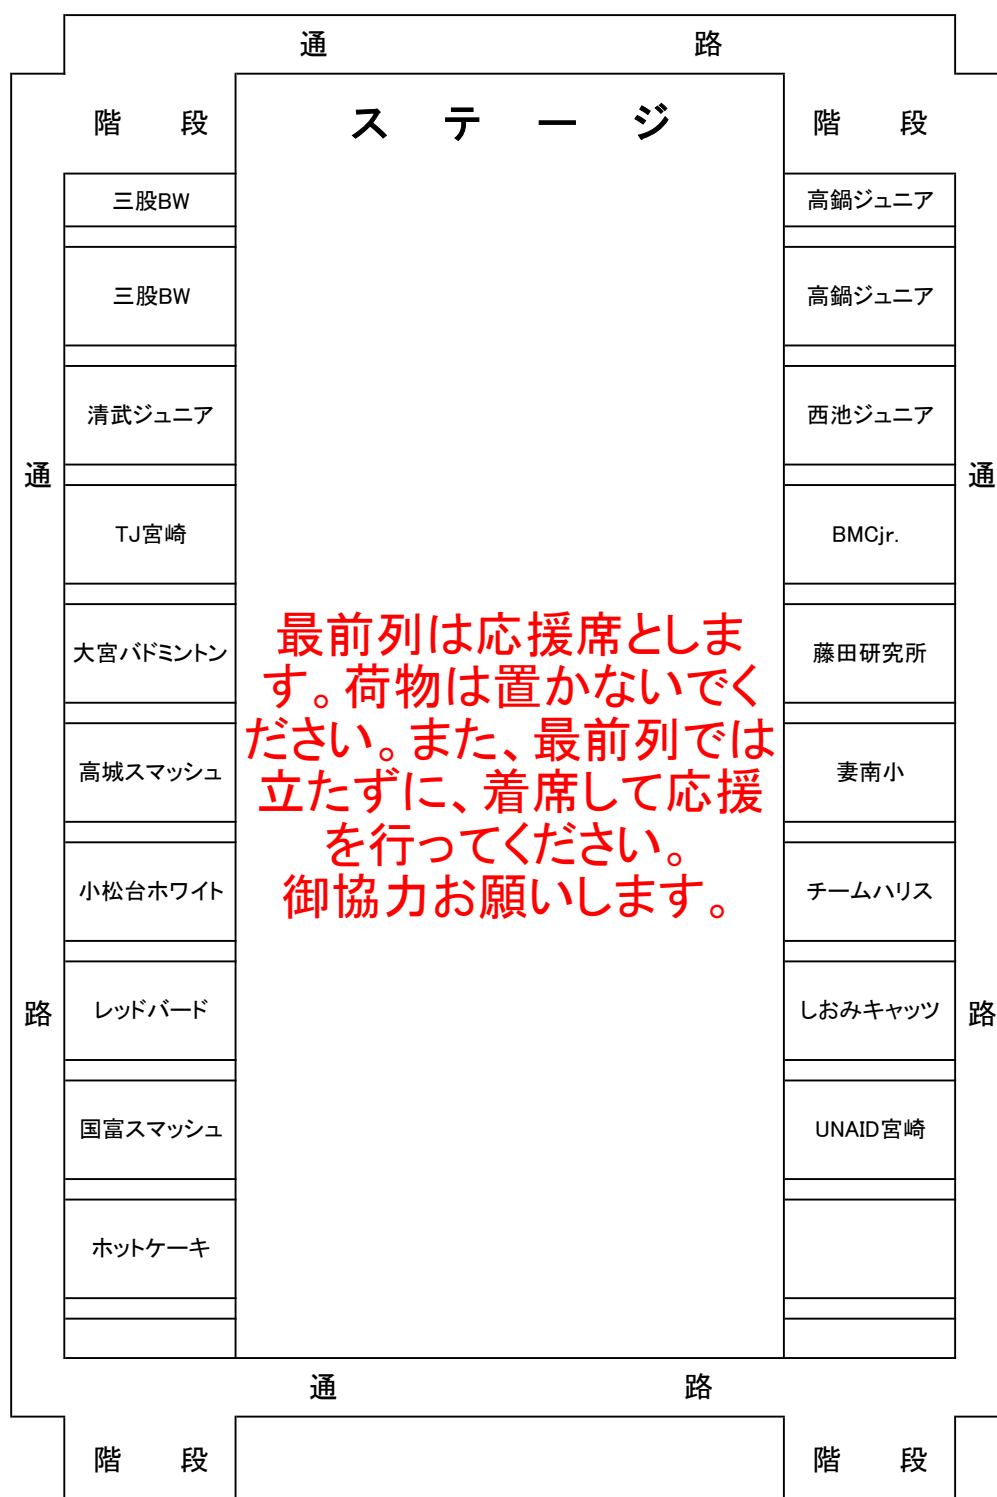 通 路
階 段 ステージ 階 段
三股BW 高鍋ジュニア
三股BW 高鍋ジュニア
清武ジュニア 西池ジュニア
通 通
TJ宮崎 BMCjr.
最前列は応援席としま
大宮バドミントン 藤田研究所
す。荷物は置かないでく
ださい。また、最前列では
高城スマッシュ 妻南小
立たずに、着席して応援
を行ってください。
小松台ホワイト チームハリス
御協力お願いします。
レッドバード しおみキャッツ
路 路
国富スマッシュ UNAID宮崎
ホットケーキ
通 路
階 段 階 段